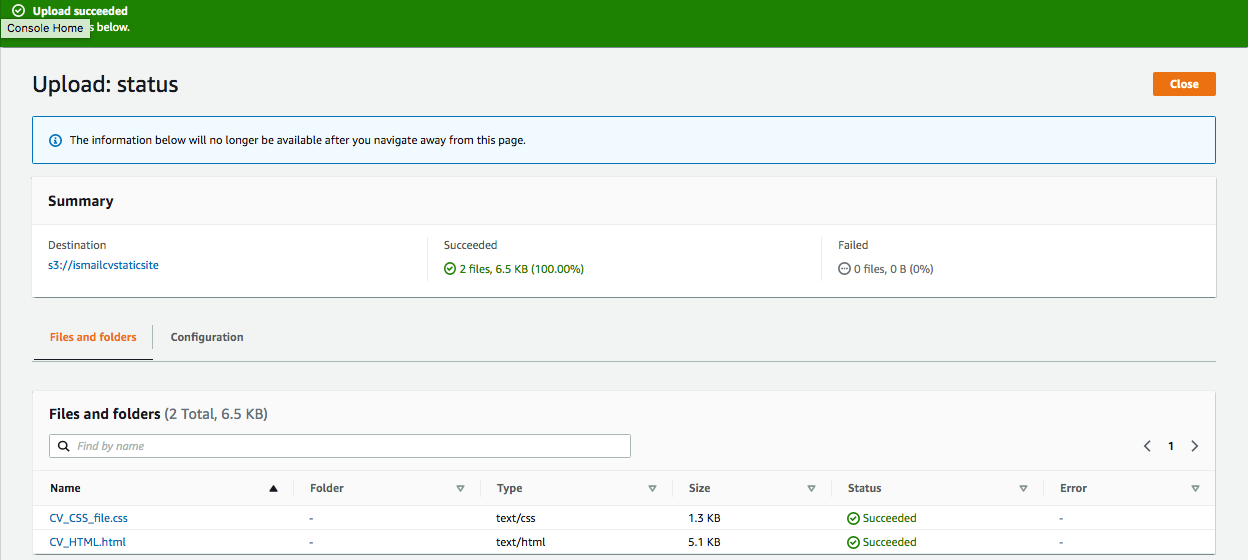 Upload succeeded
Console Home s below.
Upload: status
Close
The information below will no longer be available after you navigate away from this page.
Summary
Destination Succeeded Failed
s3://ismailcvstaticsite 2 files, 6.5 KB (100.00%) 0 files, 0 B (0%)
Files and folders Configuration
Files and folders (2 Total, 6.5 KB)
Find by name 1
Name Folder Type Size Status Error
CV_CSS_file.css - text/css 1.3 KB Succeeded -
CV_HTML.html - text/html 5.1 KB Succeeded -